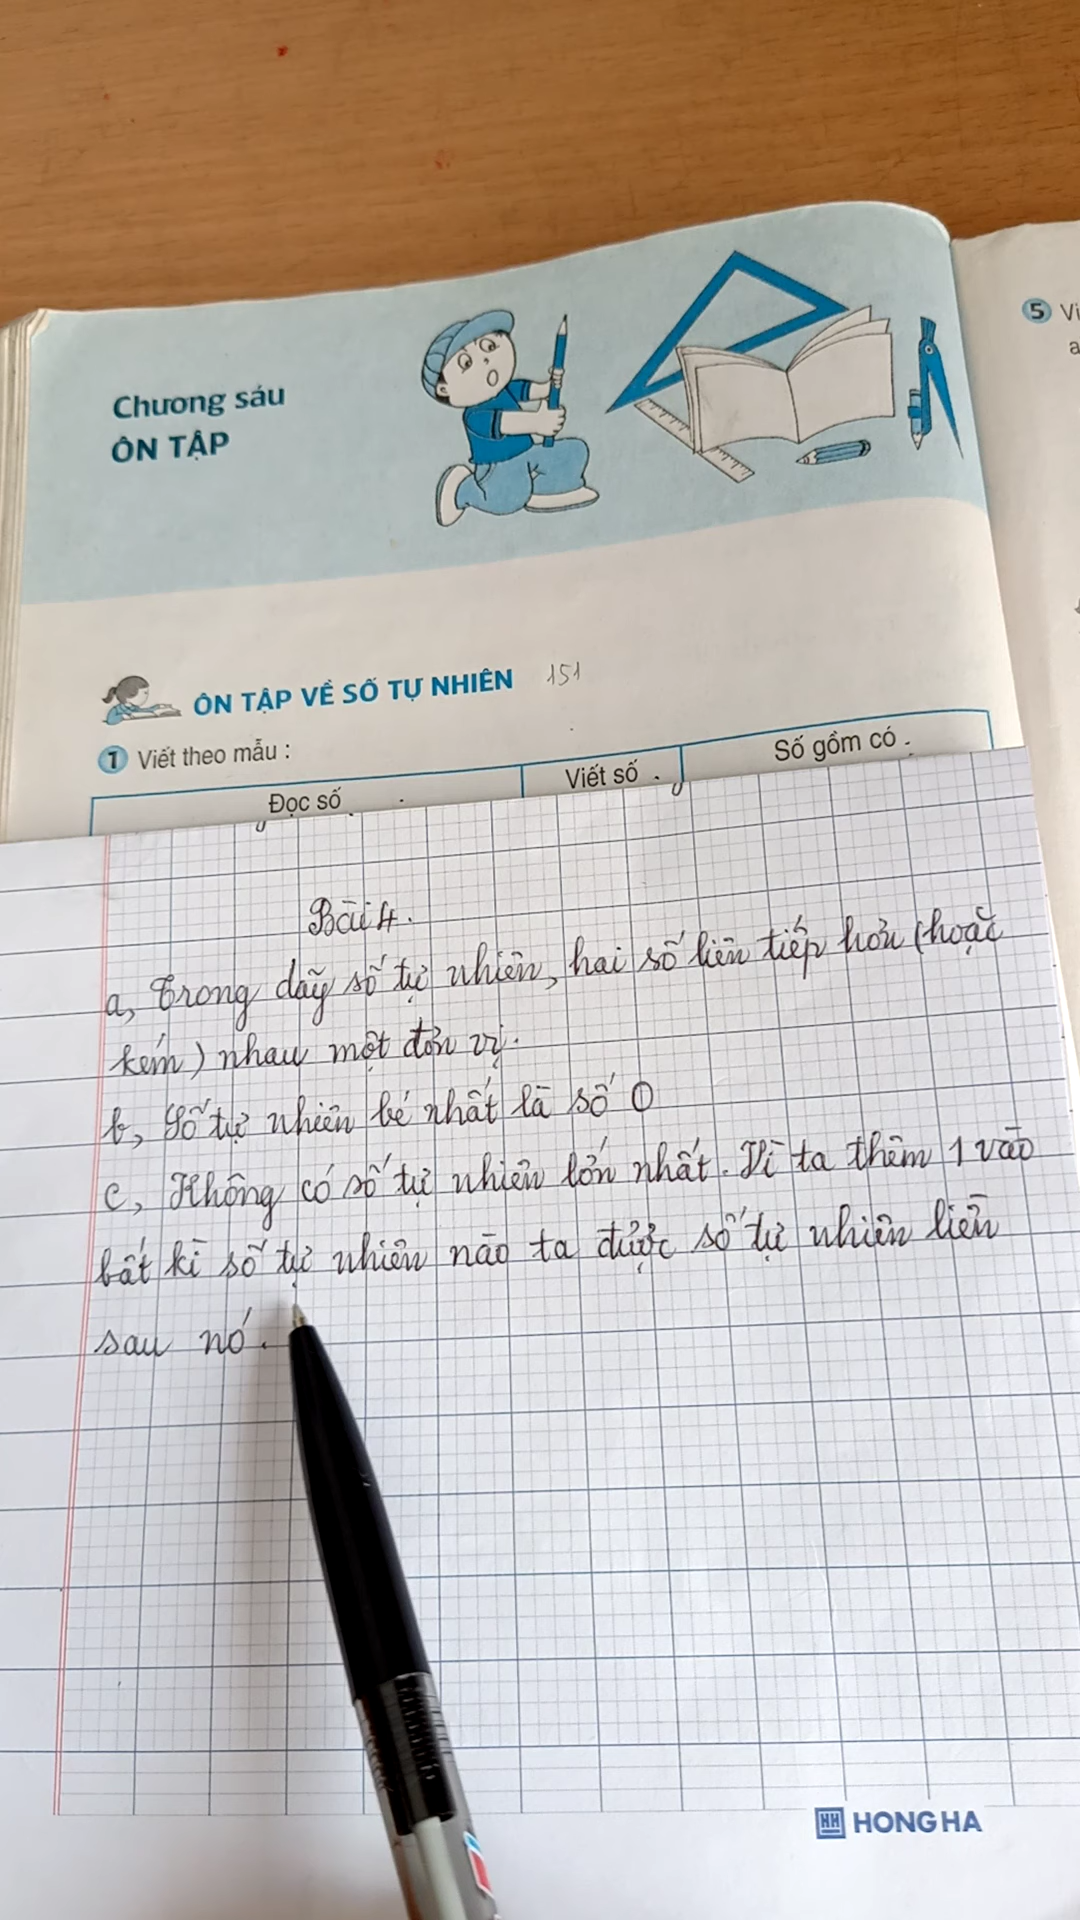 Chương sáu
ÔN TẬP
5 Vi
a
ÔN TẬP VỀ SỐ TỰ NHIÊN 151
1 Viết theo mẫu :
Đọc số Viết số Số gồm có
Bài 4.
a, Trong dãy số tự nhiên, hai số liên tiếp hơn (hoặc
kém) nhau một đơn vị.
b, Số tự nhiên bé nhất là số 0
c, Không có số tự nhiên lớn nhất. Vì ta thêm 1 vào
bất kì số tự nhiên nào ta được số tự nhiên liền
sau nó.
HONG HA